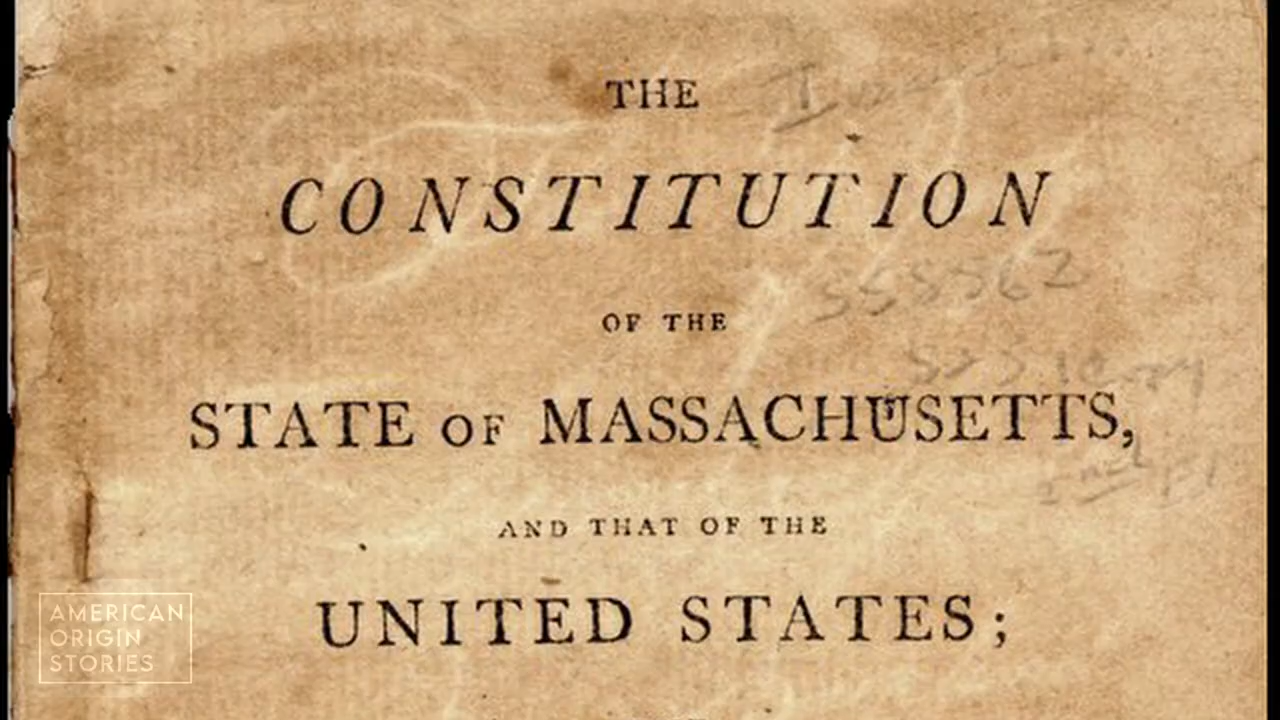 THE
CONSTITUTION
OF THE
STATE OF MASSACHUSETTS,
AND THAT OF THE
UNITED STATES;
AMERICAN
ORIGIN
STORIES